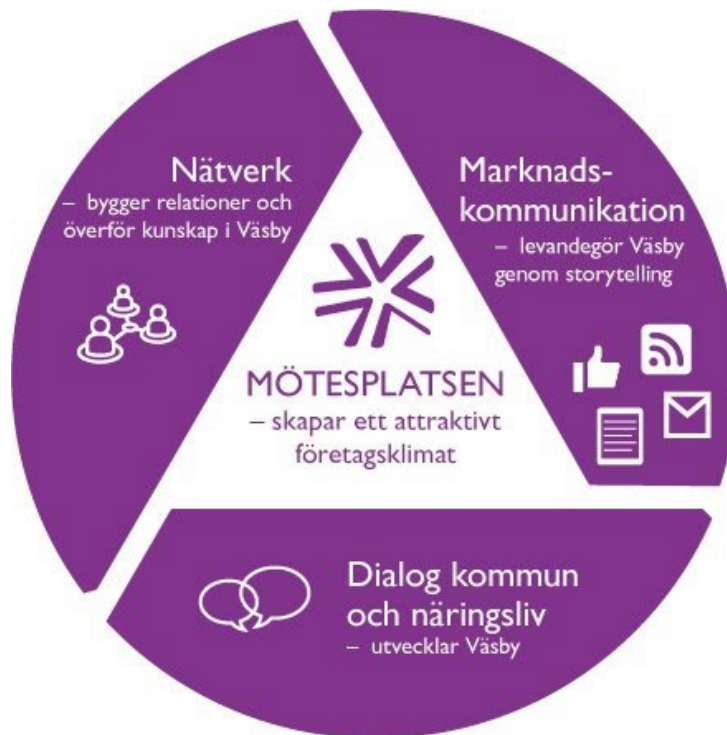 Nätverk
– bygger relationer och
överför kunskap i Väsby
Marknads-
kommunikation
– levandegör Väsby
genom storytelling
MÖTESPLATSEN
– skapar ett attraktivt
företagsklimat
Dialog kommun
och näringsliv
– utvecklar Väsby